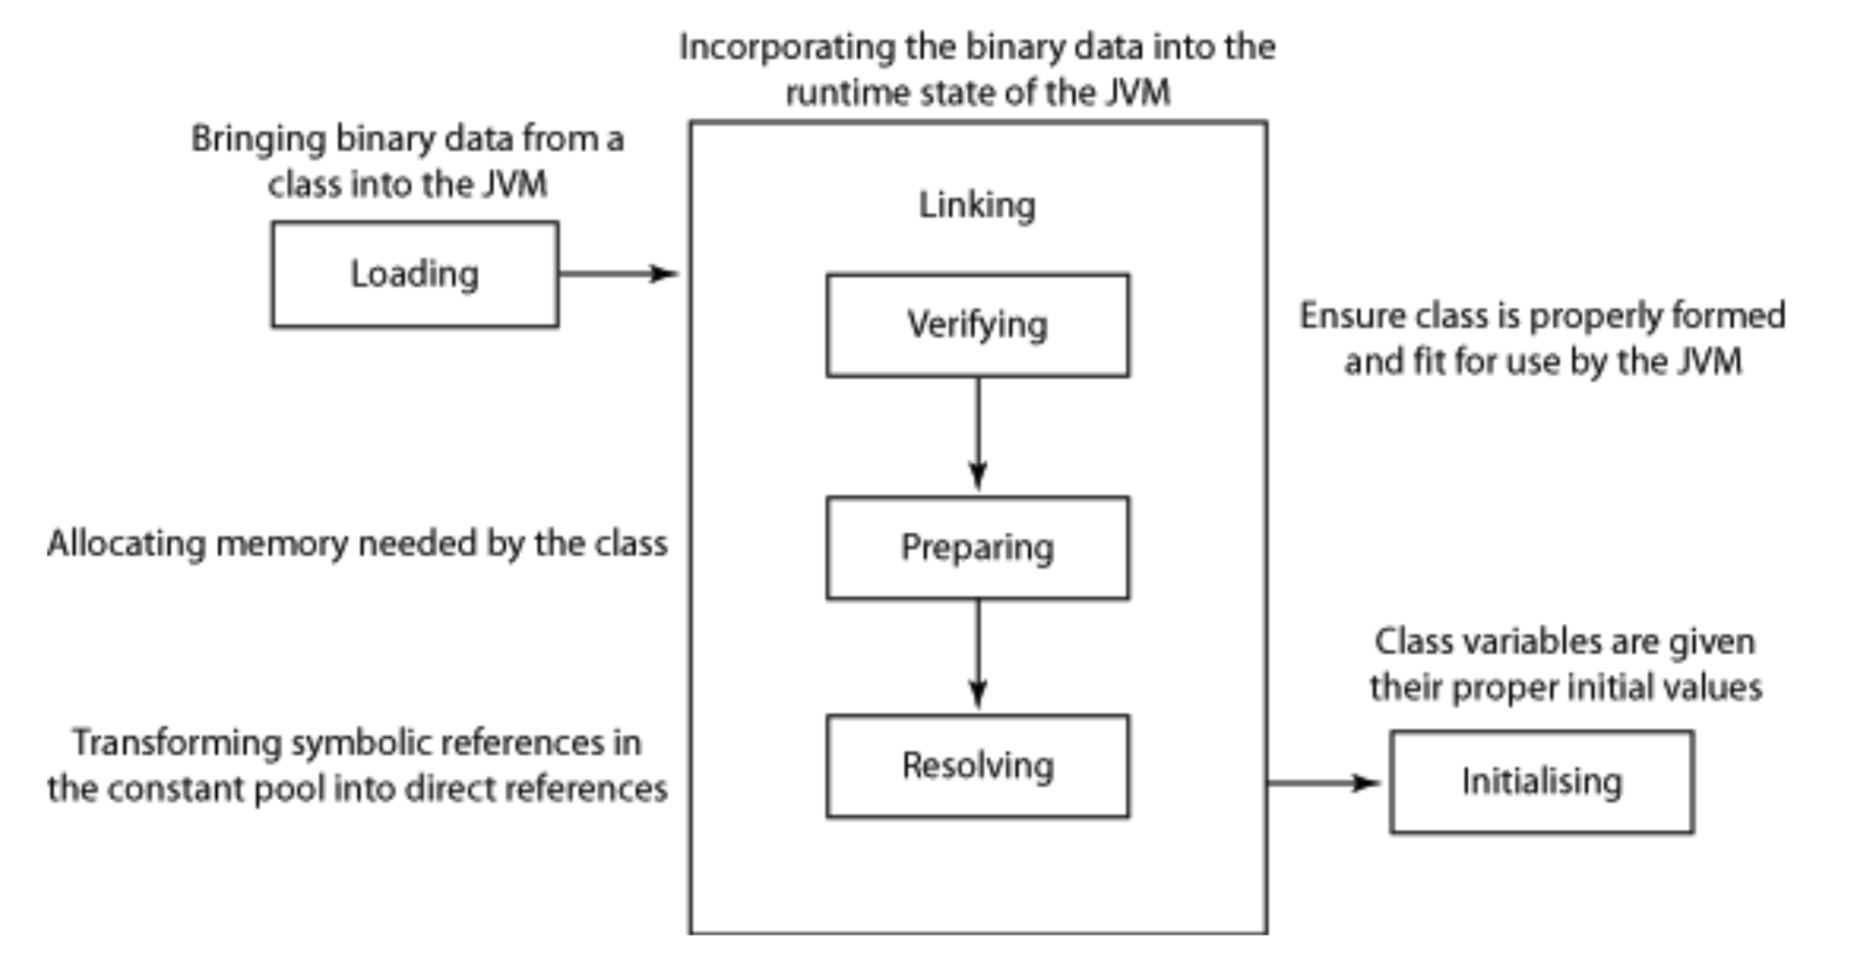 Incorporating the binary data into the
runtime state of the JVM
Bringing binary data from a
class into the JVM
Loading
Linking
Verifying
Ensure class is properly formed
and fit for use by the JVM
Allocating memory needed by the class
Preparing
Class variables are given
their proper initial values
Transforming symbolic references in
the constant pool into direct references
Resolving
Initialising